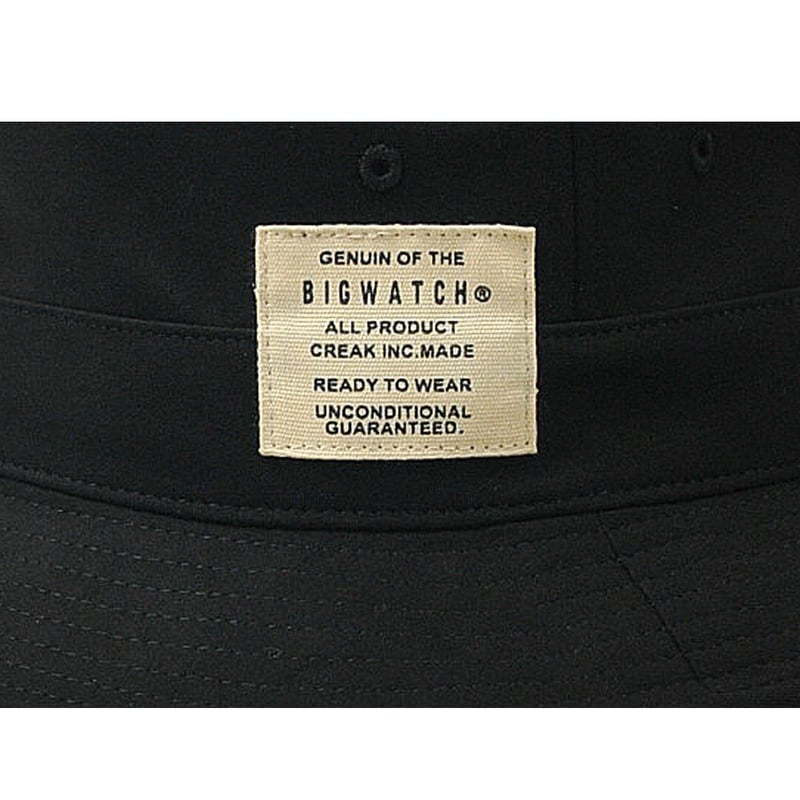 GENUIN OF THE
BIGWATCH®
ALL PRODUCT
CREAK INC.MADE
READY TO WEAR
UNCONDITIONAL
GUARANTEED.